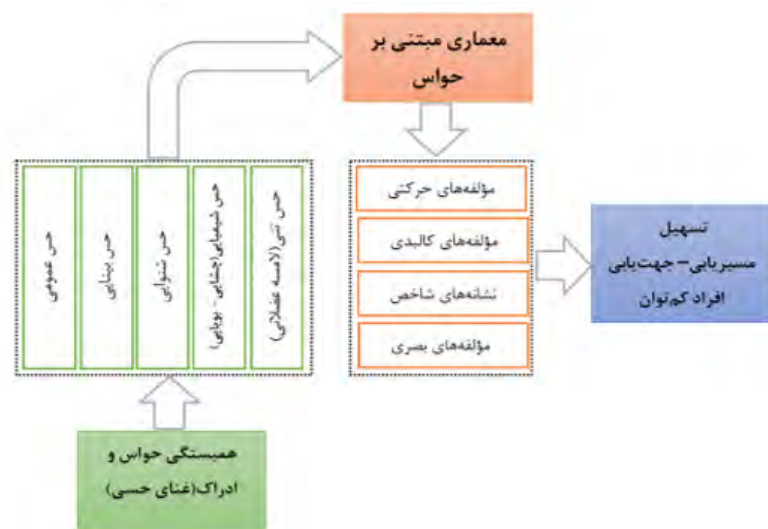 معماری مبتنی بر
حواس
حس تنی(لامسه عضلانی)
حس شیمیایی(چشایی- بویایی)
حس شنوایی
حس بینایی
حس عمومی
مؤلفه‌های حرکتی
مؤلفه‌های کالبدی
نشانه‌های شاخص
مؤلفه‌های بصری
تسهیل
مسیریابی- جهت‌یابی
افراد کم‌توان
همبستگی حواس و
ادراک(غنای حسی)